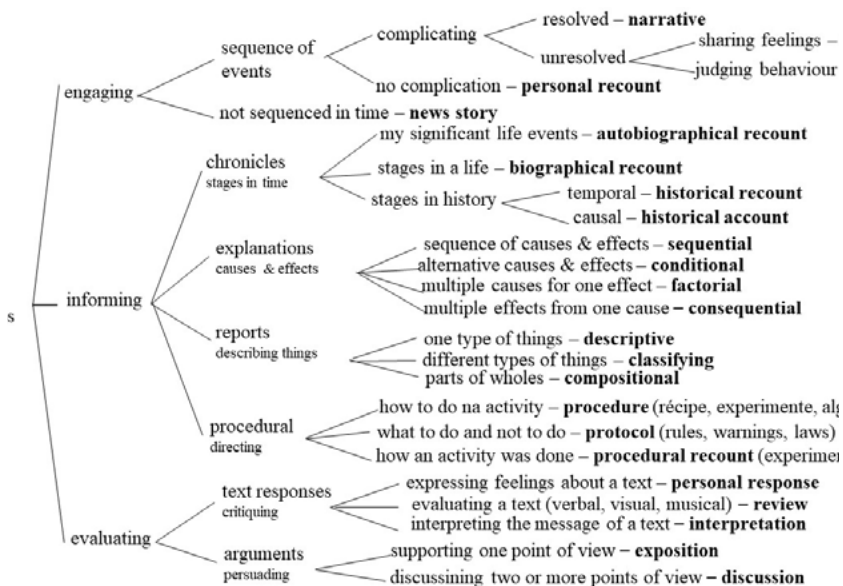 resolved – narrative
complicating
sharing feelings –
sequence of
events
unresolved
judging behaviour
engaging
no complication – personal recount
not sequenced in time – news story
my significant life events – autobiographical recount
chronicles
stages in time
stages in a life – biographical recount
temporal – historical recount
stages in history
causal – historical account
sequence of causes & effects – sequential
explanations
causes & effects
alternative causes & effects – conditional
multiple causes for one effect – factorial
informing
multiple effects from one cause – consequential
s
reports
describing things
one type of things – descriptive
different types of things – classifying
parts of wholes – compositional
how to do na activity – procedure (récipe, experimente, alg
procedural
directing
what to do and not to do – protocol (rules, warnings, laws)
how an activity was done – procedural recount (experimen
expressing feelings about a text – personal response
text responses
critiquing
evaluating a text (verbal, visual, musical) – review
interpreting the message of a text – interpretation
evaluating
arguments
persuading
supporting one point of view – exposition
discussining two or more points of view – discussion